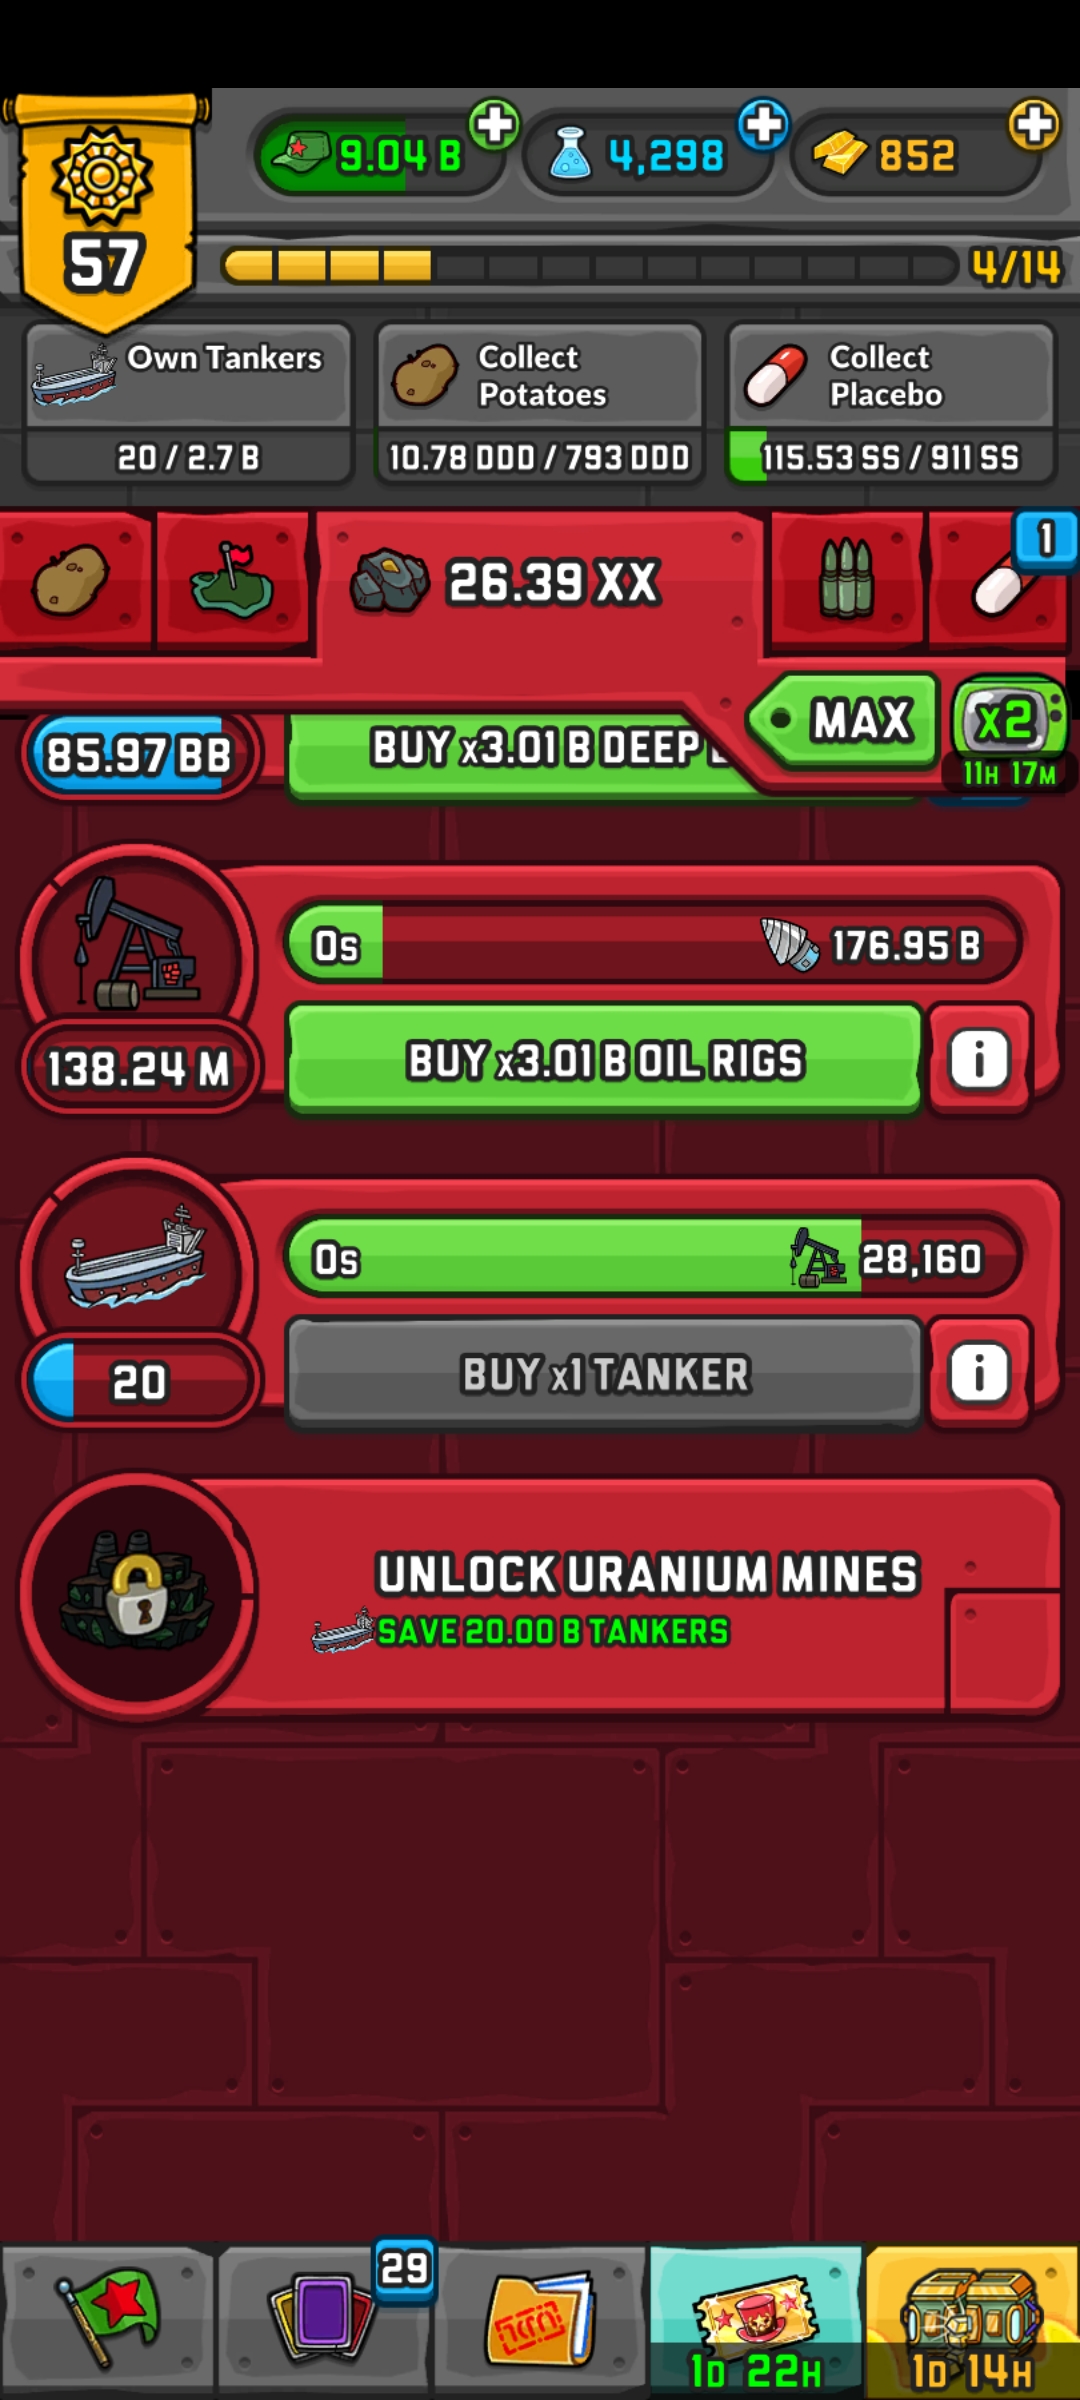 57
9.04 B
4,298
852
4/14
Own Tankers
20 / 2.7 B
Collect
Potatoes
10.78 DDD / 793 DDD
Collect
Placebo
115.53 SS / 911 SS
26.39 XX
1
MAX
x2
11H 17M
85.97 BB
BUY x3.01 B DEEP
0s
176.95 B
138.24 M
BUY x3.01 B OIL RIGS
i
0s
28,160
20
BUY x1 TANKER
i
UNLOCK URANIUM MINES
SAVE 20.00 B TANKERS
29
1D 22H
1D 14H